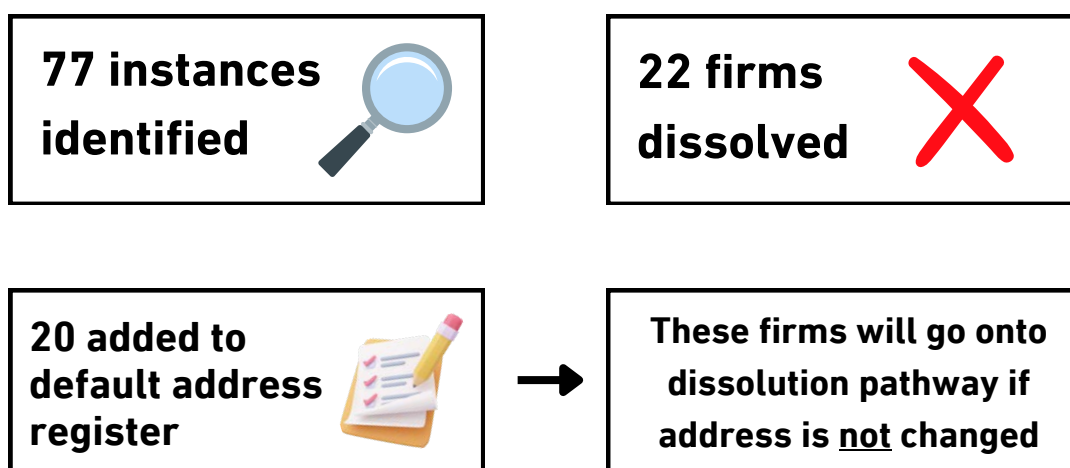 77 instances
identified
22 firms
dissolved
20 added to
default address
register
These firms will go onto
dissolution pathway if
address is not changed